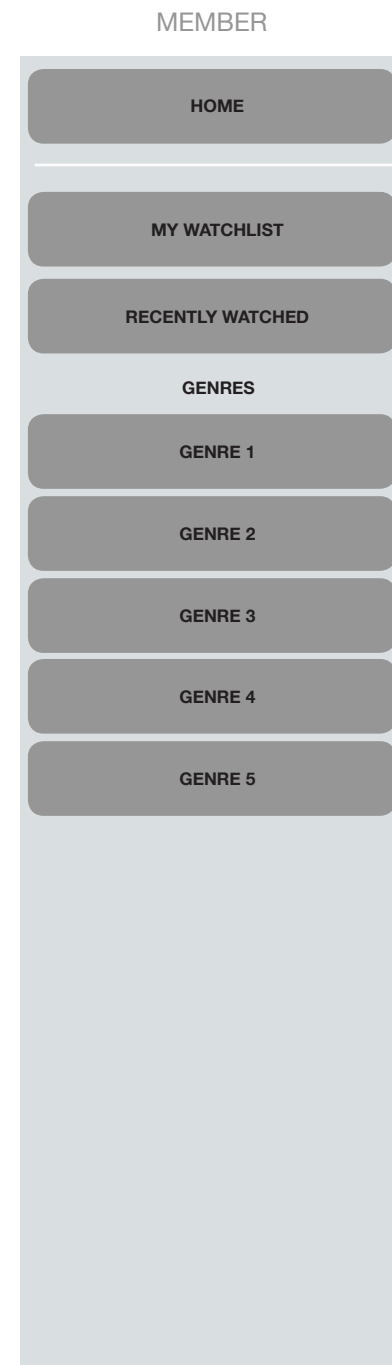 MEMBER
HOME
MY WATCHLIST
RECENTLY WATCHED
GENRES
GENRE 1
GENRE 2
GENRE 3
GENRE 4
GENRE 5